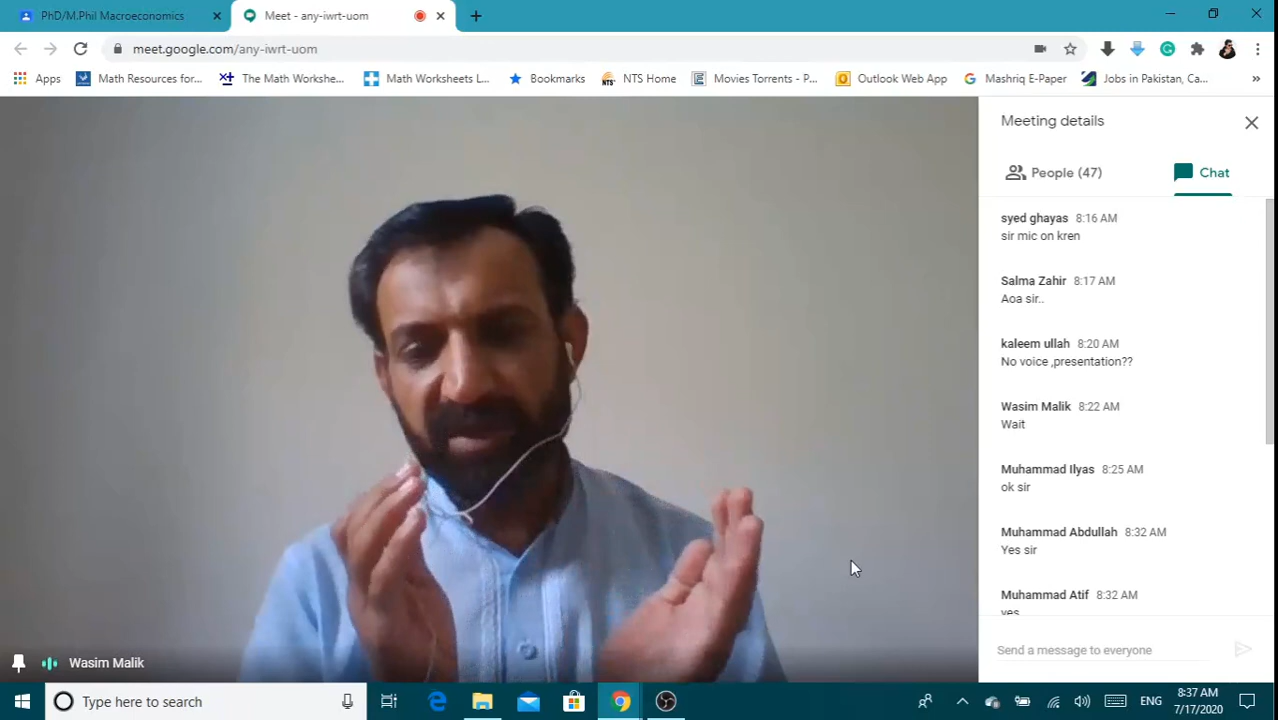 PhD/M.Phil Macroeconomics
Meet - any-iwrt-uom
meet.google.com/any-iwrt-uom
Apps
Math Resources for...
The Math Workshe...
Math Worksheets L...
Bookmarks
NTS Home
Movies Torrents - P...
Outlook Web App
Mashriq E-Paper
Jobs in Pakistan, Ca...
»
Meeting details
People (47)
Chat
syed ghayas 8:16 AM
sir mic on kren
Salma Zahir 8:17 AM
Aoa sir..
kaleem ullah 8:20 AM
No voice ,presentation??
Wasim Malik 8:22 AM
Wait
Muhammad Ilyas 8:25 AM
ok sir
Muhammad Abdullah 8:32 AM
Yes sir
Muhammad Atif 8:32 AM
yes
Send a message to everyone
Wasim Malik
Type here to search
ENG
8:37 AM
7/17/2020